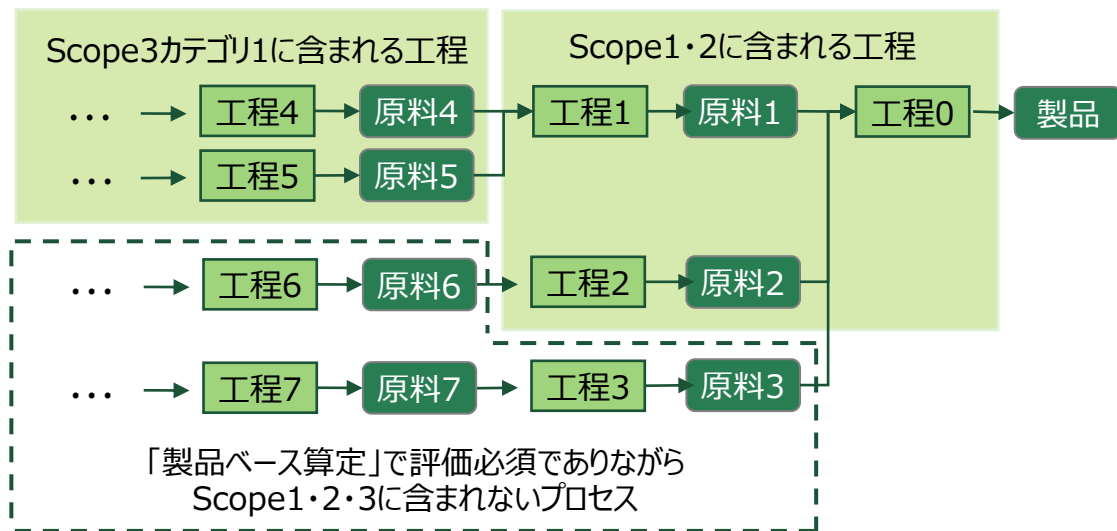 Scope3カテゴリ1に含まれる工程
Scope1・2に含まれる工程
… 工程4 原料4 工程1 原料1 工程0 製品
… 工程5 原料5
… 工程6 原料6 工程2 原料2
… 工程7 原料7 工程3 原料3
「製品ベース算定」で評価必須でありながら
Scope1・2・3に含まれないプロセス